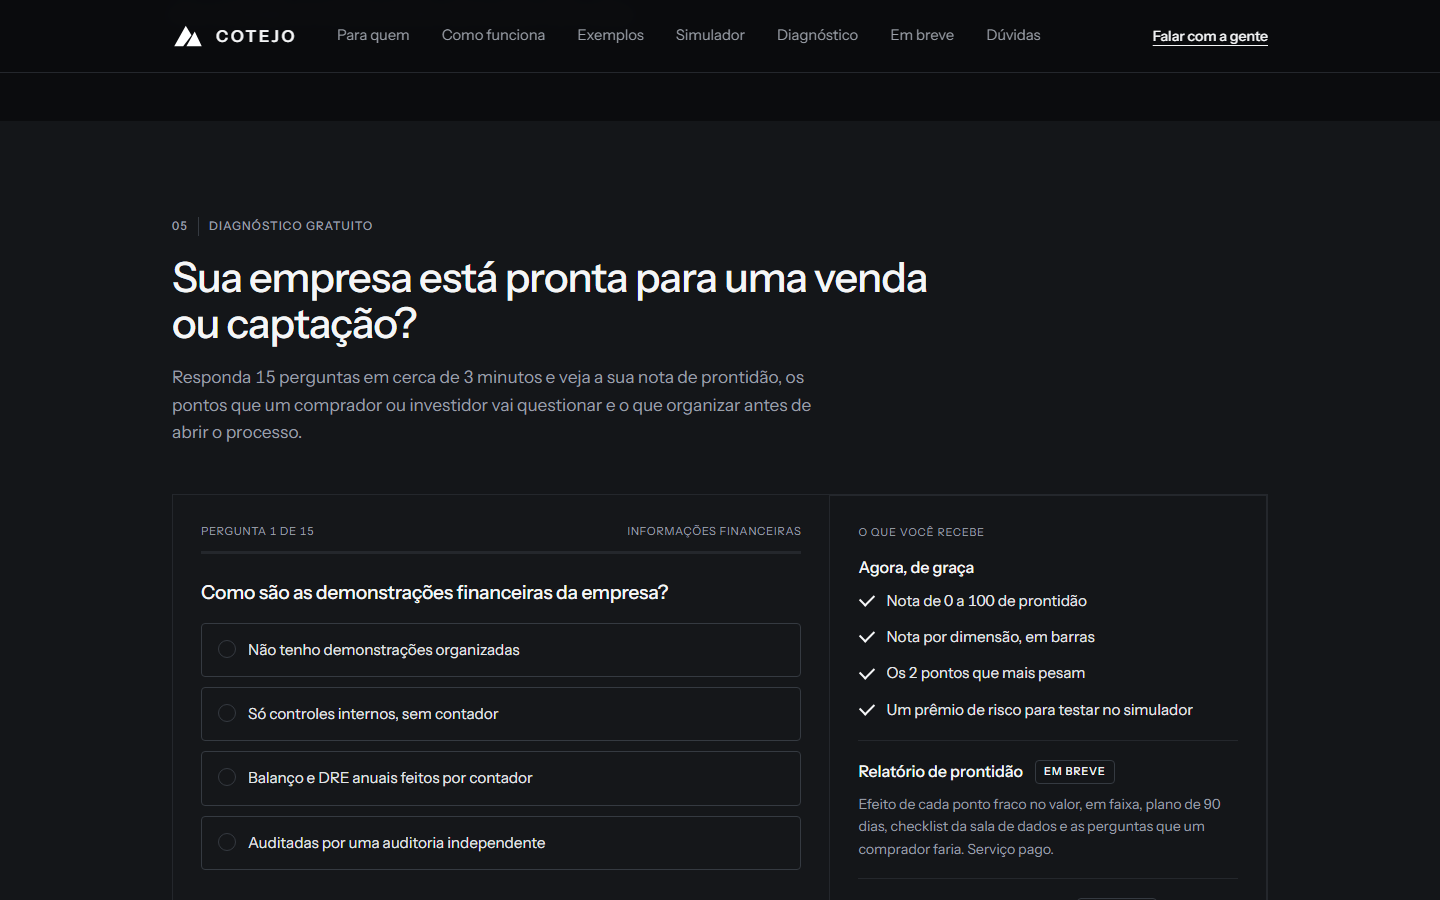 COTEJO
Para quem
Como funciona
Exemplos
Simulador
Diagnóstico
Em breve
Dúvidas
Falar com a gente
05
DIAGNÓSTICO GRATUITO
Sua empresa está pronta para uma venda
ou captação?
Responda 15 perguntas em cerca de 3 minutos e veja a sua nota de prontidão, os
pontos que um comprador ou investidor vai questionar e o que organizar antes de
abrir o processo.
PERGUNTA 1 DE 15
INFORMAÇÕES FINANCEIRAS
Como são as demonstrações financeiras da empresa?
Não tenho demonstrações organizadas
Só controles internos, sem contador
Balanço e DRE anuais feitos por contador
Auditadas por uma auditoria independente
O QUE VOCÊ RECEBE
Agora, de graça
Nota de 0 a 100 de prontidão
Nota por dimensão, em barras
Os 2 pontos que mais pesam
Um prêmio de risco para testar no simulador
Relatório de prontidão
EM BREVE
Efeito de cada ponto fraco no valor, em faixa, plano de 90
dias, checklist da sala de dados e as perguntas que um
comprador faria. Serviço pago.